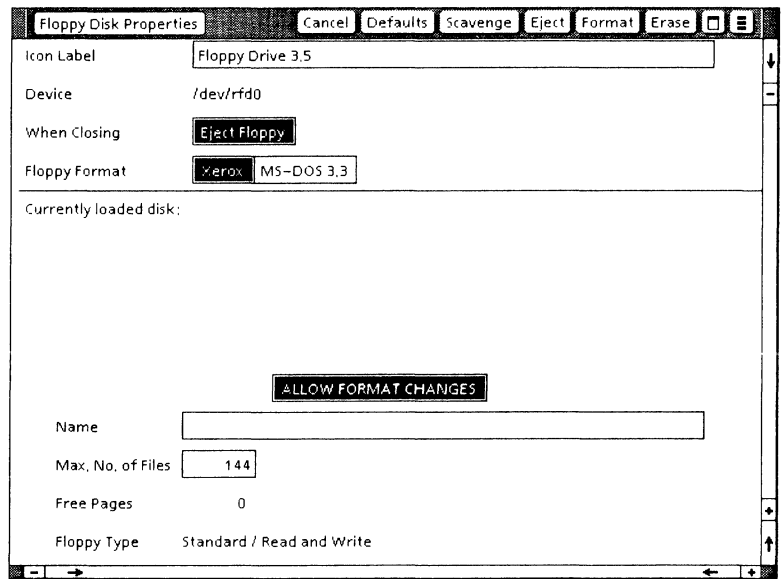 Floppy Disk Properties Cancel Defaults Scavenge Eject Format Erase
Icon Label Floppy Drive 3.5
Device /dev/rfd0
When Closing Eject Floppy
Floppy Format Xerox MS-DOS 3.3
Currently loaded disk:
ALLOW FORMAT CHANGES
Name
Max. No. of Files 144
Free Pages 0
Floppy Type Standard / Read and Write